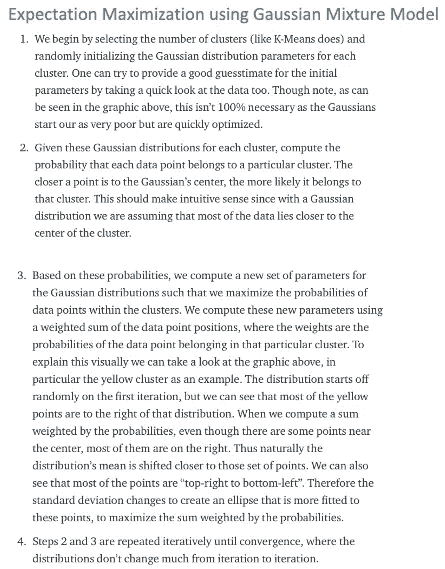 Expectation Maximization using Gaussian Mixture Model
1. We begin by selecting the number of clusters (like K-Means does) and
randomly initializing the Gaussian distribution parameters for each
cluster. One can try to provide a good guesstimate for the initial
parameters by taking a quick look at the data too. Though note, as can
be seen in the graphic above, this isn't 100% necessary as the Gaussians
start our as very poor but are quickly optimized.
2. Given these Gaussian distributions for each cluster, compute the
probability that each data point belongs to a particular cluster. The
closer a point is to the Gaussian's center, the more likely it belongs to
that cluster. This should make intuitive sense since with a Gaussian
distribution we are assuming that most of the data lies closer to the
center of the cluster.
3. Based on these probabilities, we compute a new set of parameters for
the Gaussian distributions such that we maximize the probabilities of
data points within the clusters. We compute these new parameters using
a weighted sum of the data point positions, where the weights are the
probabilities of the data point belonging in that particular cluster. To
explain this visually we can take a look at the graphic above, in
particular the yellow cluster as an example. The distribution starts off
randomly on the first iteration, but we can see that most of the yellow
points are to the right of that distribution. When we compute a sum
weighted by the probabilities, even though there are some points near
the center, most of them are on the right. Thus naturally the
distribution's mean is shifted closer to those set of points. We can also
see that most of the points are “top-right to bottom-left”. Therefore the
standard deviation changes to create an ellipse that is more fitted to
these points, to maximize the sum weighted by the probabilities.
4. Steps 2 and 3 are repeated iteratively until convergence, where the
distributions don't change much from iteration to iteration.